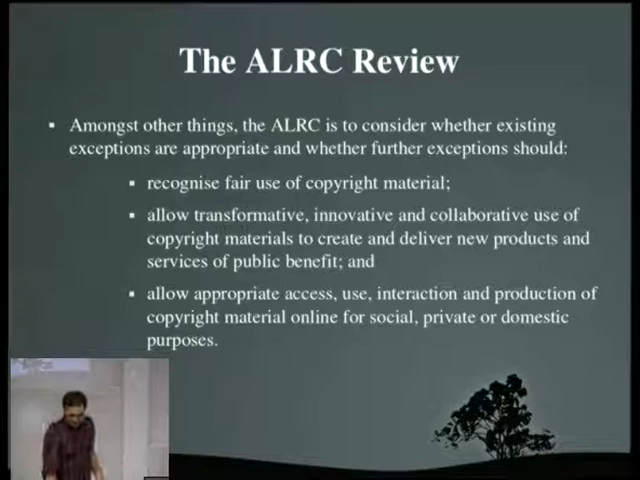 The ALRC Review
Amongst other things, the ALRC is to consider whether existing
exceptions are appropriate and whether further exceptions should:
recognise fair use of copyright material;
allow transformative, innovative and collaborative use of
copyright materials to create and deliver new products and
services of public benefit; and
allow appropriate access, use, interaction and production of
copyright material online for social, private or domestic
purposes.